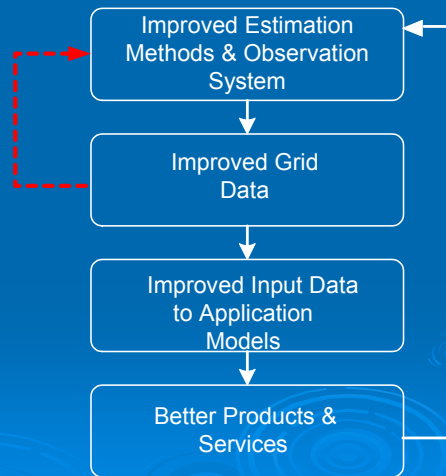 Improved Estimation
Methods & Observation
System
Improved Grid
Data
Improved Input Data
to Application
Models
Better Products &
Services